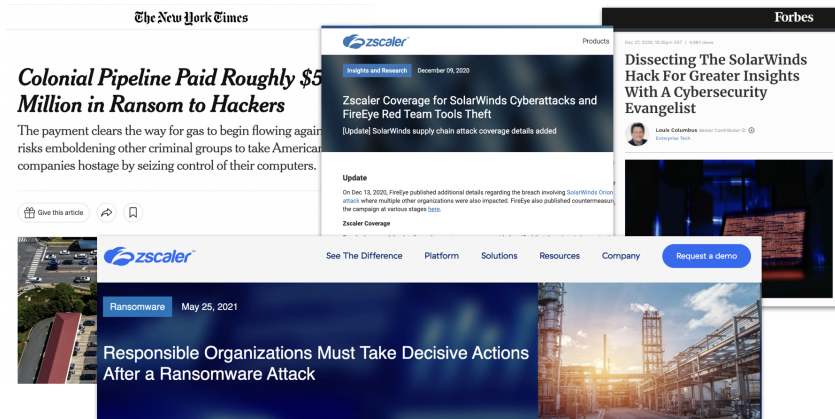 The New York Times
Colonial Pipeline Paid Roughly $5
Million in Ransom to Hackers
The payment clears the way for gas to begin flowing again
risks emboldening other criminal groups to take American
companies hostage by seizing control of their computers.
Give this article
zscaler
Products
Insights and Research
December 09, 2020
Zscaler Coverage for SolarWinds Cyberattacks and
FireEye Red Team Tools Theft
[Update] SolarWinds supply chain attack coverage details added
Update
On Dec 13, 2020, FireEye published additional details regarding the breach involving SolarWinds Orion
attack where multiple other organizations were also impacted. FireEye also published countermeasur
the campaign at various stages here.
Zscaler Coverage
Forbes
Dissecting The SolarWinds
Hack For Greater Insights
With A Cybersecurity
Evangelist
Louis Columbus Senior Contributor
Enterprise Tech
zscaler
See The Difference
Platform
Solutions
Resources
Company
Request a demo
Ransomware
May 25, 2021
Responsible Organizations Must Take Decisive Actions
After a Ransomware Attack